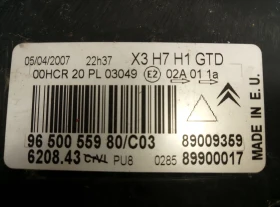 05/04/2007 22h37 X3 H7 H1 GTD
00HCR 20 PL 03049 E2 02A 01 1a
96 500 559 80/C03 89009359
6208.43 PU8 0285 89900017
MADE IN E.U.